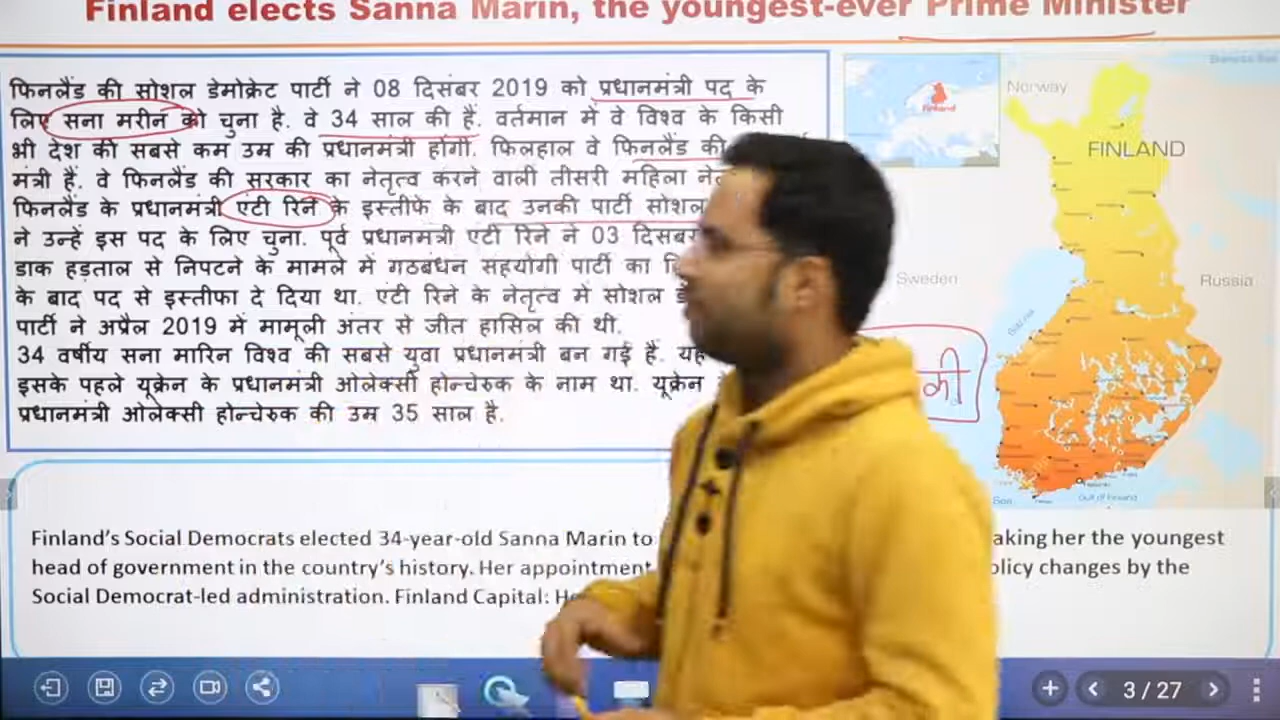 Finland elects Sanna Marin, the youngest-ever Prime Minister
फिनलैंड की सोशल डेमोक्रेट पार्टी ने 08 दिसंबर 2019 को प्रधानमंत्री पद के
लिए सना मरीन को चुना है. वे 34 साल की हैं. वर्तमान में वे विश्व के किसी
भी देश की सबसे कम उम्र की प्रधानमंत्री होंगी. फिलहाल वे फिनलैंड की
मंत्री हैं. वे फिनलैंड की सरकार का नेतृत्व करने वाली तीसरी महिला
फिनलैंड के प्रधानमंत्री एंटी रिने के इस्तीफे के बाद उनकी पार्टी सोशल
ने उन्हें इस पद के लिए चुना. पूर्व प्रधानमंत्री एंटी रिने ने 03 दिसंबर
डाक हड़ताल से निपटने के मामले में गठबंधन सहयोगी पार्टी का
के बाद पद से इस्तीफा दे दिया था. एंटी रिने के नेतृत्व में सोशल
पार्टी ने अप्रैल 2019 में मामूली अंतर से जीत हासिल की थी.
34 वर्षीय सना मारिन विश्व की सबसे युवा प्रधानमंत्री बन गई हैं. यह
इसके पहले यूक्रेन के प्रधानमंत्री ओलेक्सी होन्चेरुक के नाम था. यूक्रेन
प्रधानमंत्री ओलेक्सी होन्चेरुक की उम्र 35 साल है.
की
Finland
Norway
FINLAND
Sweden
Russia
Gulf of Finland
Finland's Social Democrats elected 34-year-old Sanna Marin to aking her the youngest
head of government in the country's history. Her appointment olicy changes by the
Social Democrat-led administration. Finland Capital:
3 / 27